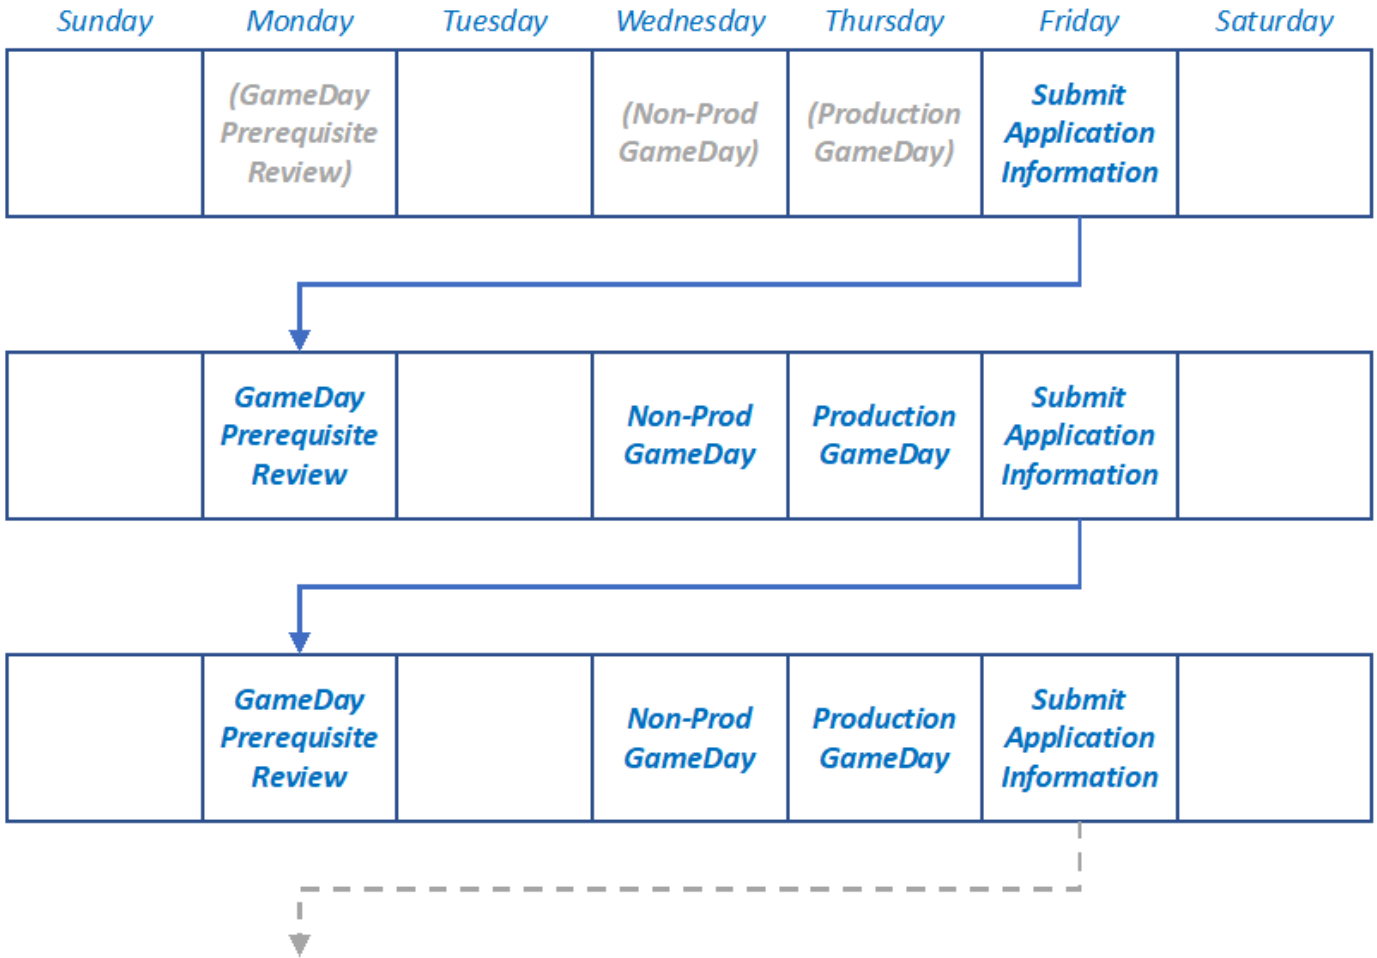 Sunday Monday Tuesday Wednesday Thursday Friday Saturday
(GameDay
Prerequisite
Review)
(Non-Prod
GameDay)
(Production
GameDay)
Submit
Application
Information
GameDay
Prerequisite
Review
Non-Prod
GameDay
Production
GameDay
Submit
Application
Information
GameDay
Prerequisite
Review
Non-Prod
GameDay
Production
GameDay
Submit
Application
Information